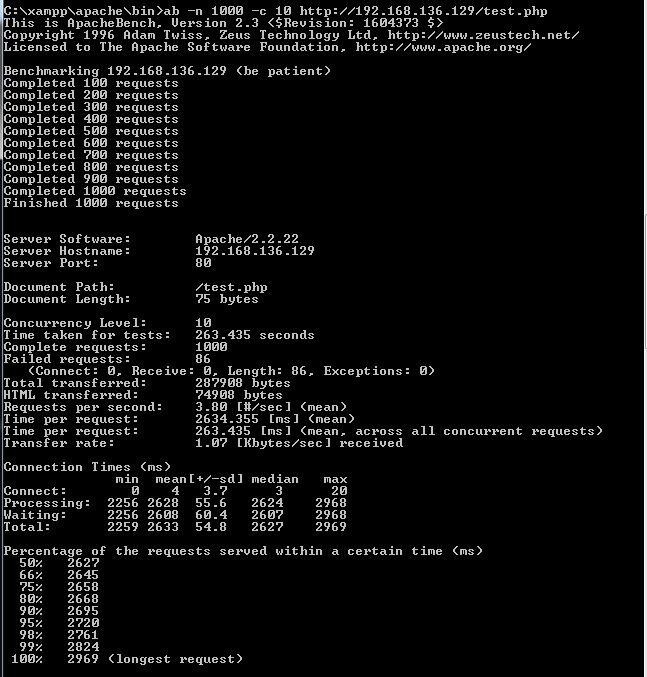 C:\xampp\apache\bin>ab -n 1000 -c 10 http://192.168.136.129/test.php
This is ApacheBench, Version 2.3 <$Revision: 1604373 $>
Copyright 1996 Adam Twiss, Zeus Technology Ltd, http://www.zeustech.net/
Licensed to The Apache Software Foundation, http://www.apache.org/

Benchmarking 192.168.136.129 (be patient)
Completed 100 requests
Completed 200 requests
Completed 300 requests
Completed 400 requests
Completed 500 requests
Completed 600 requests
Completed 700 requests
Completed 800 requests
Completed 900 requests
Completed 1000 requests
Finished 1000 requests


Server Software:        Apache/2.2.22
Server Hostname:        192.168.136.129
Server Port:            80

Document Path:          /test.php
Document Length:        75 bytes

Concurrency Level:      10
Time taken for tests:   263.435 seconds
Complete requests:      1000
Failed requests:        86
   (Connect: 0, Receive: 0, Length: 86, Exceptions: 0)
Total transferred:      287908 bytes
HTML transferred:       74908 bytes
Requests per second:    3.80 [#/sec] (mean)
Time per request:       2634.355 [ms] (mean)
Time per request:       263.435 [ms] (mean, across all concurrent requests)
Transfer rate:          1.07 [Kbytes/sec] received

Connection Times (ms)
              min  mean[+/-sd] median   max
Connect:        0    4   3.7      3      20
Processing:  2256 2628  55.6   2624    2968
Waiting:     2256 2608  60.4   2607    2968
Total:       2259 2633  54.8   2627    2969

Percentage of the requests served within a certain time (ms)
  50%   2627
  66%   2645
  75%   2658
  80%   2668
  90%   2695
  95%   2720
  98%   2761
  99%   2824
 100%   2969 (longest request)